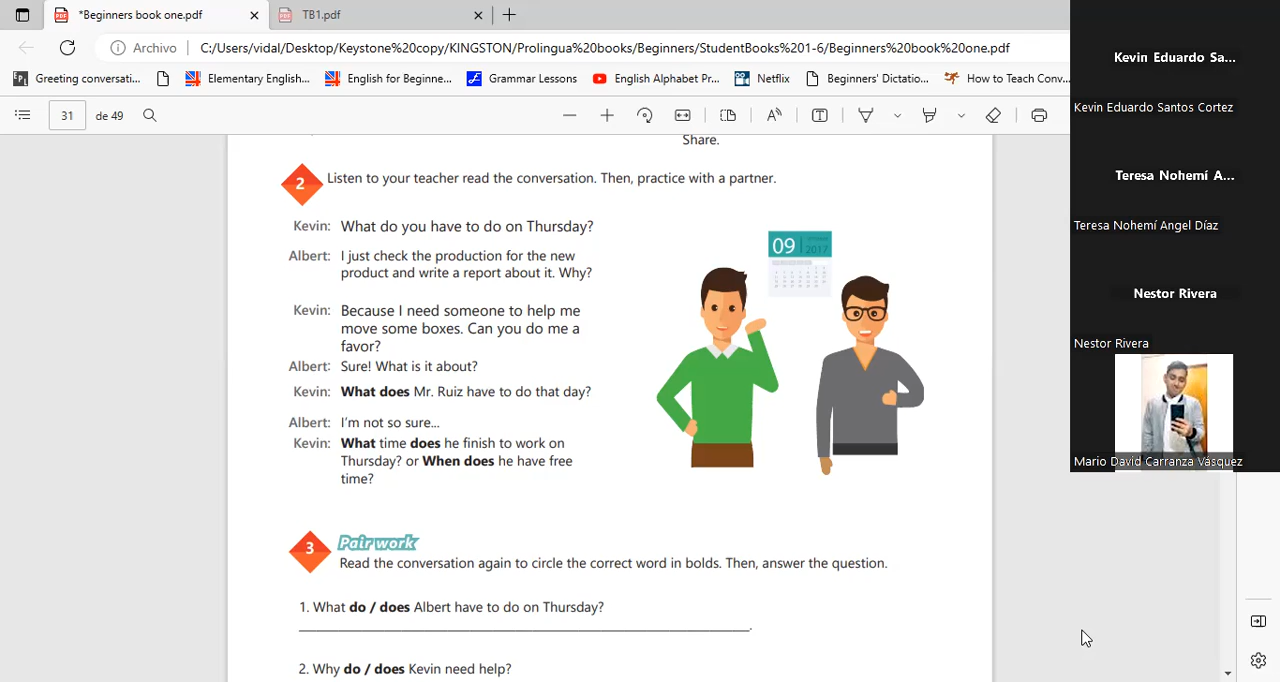 *Beginners book one.pdf
TB1.pdf
Archivo
C:/Users/vidal/Desktop/Keystone%20copy/KINGSTON/Prolingua%20books/Beginners/StudentBooks%201-6/Beginners%20book%20one.pdf
Greeting conversati...
Elementary English...
English for Beginne...
Grammar Lessons
English Alphabet Pr...
Netflix
Beginners' Dictatio...
How to Teach Conv...
31
de 49
Share.
2
Listen to your teacher read the conversation. Then, practice with a partner.
Kevin: What do you have to do on Thursday?
Albert: I just check the production for the new
product and write a report about it. Why?
Kevin: Because I need someone to help me
move some boxes. Can you do me a
favor?
Albert: Sure! What is it about?
Kevin: What does Mr. Ruiz have to do that day?
Albert: I'm not so sure...
Kevin: What time does he finish to work on
Thursday? or When does he have free
time?
09
2017
3
Pair work
Read the conversation again to circle the correct word in bolds. Then, answer the question.
1. What do / does Albert have to do on Thursday?
2. Why do / does Kevin need help?
Kevin Eduardo Sa...
Kevin Eduardo Santos Cortez
Teresa Nohemí A...
Teresa Nohemí Angel Díaz
Nestor Rivera
Nestor Rivera
Mario David Carranza Vásquez